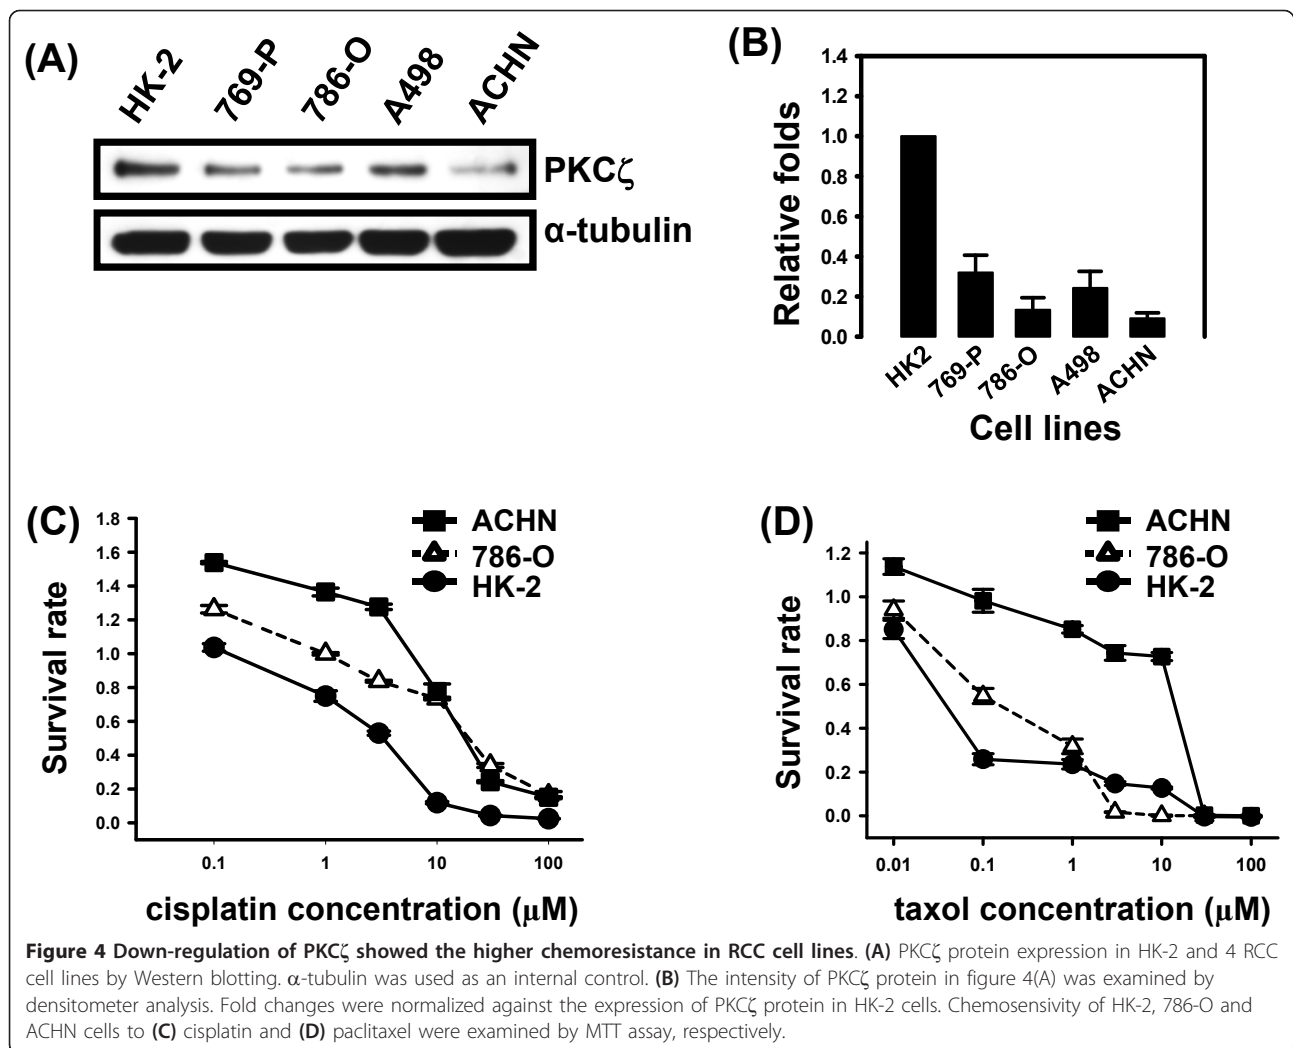 (A)
HK-2 769-P 786-O A498 ACHN
PKCζ
α-tubulin
(B)
Relative folds
1.4
1.2
1.0
0.8
0.6
0.4
0.2
0.0
HK2 769-P 786-O A498 ACHN
Cell lines
(C)
ACHN
786-O
HK-2
Survival rate
1.8
1.6
1.4
1.2
1.0
0.8
0.6
0.4
0.2
0.0
0.1 1 10 100
cisplatin concentration (μM)
(D)
ACHN
786-O
HK-2
Survival rate
1.2
1.0
0.8
0.6
0.4
0.2
0.0
0.01 0.1 1 10 100
taxol concentration (μM)
Figure 4 Down-regulation of PKCζ showed the higher chemoresistance in RCC cell lines. (A) PKCζ protein expression in HK-2 and 4 RCC
cell lines by Western blotting. α-tubulin was used as an internal control. (B) The intensity of PKCζ protein in figure 4(A) was examined by
densitometer analysis. Fold changes were normalized against the expression of PKCζ protein in HK-2 cells. Chemosensivity of HK-2, 786-O and
ACHN cells to (C) cisplatin and (D) paclitaxel were examined by MTT assay, respectively.